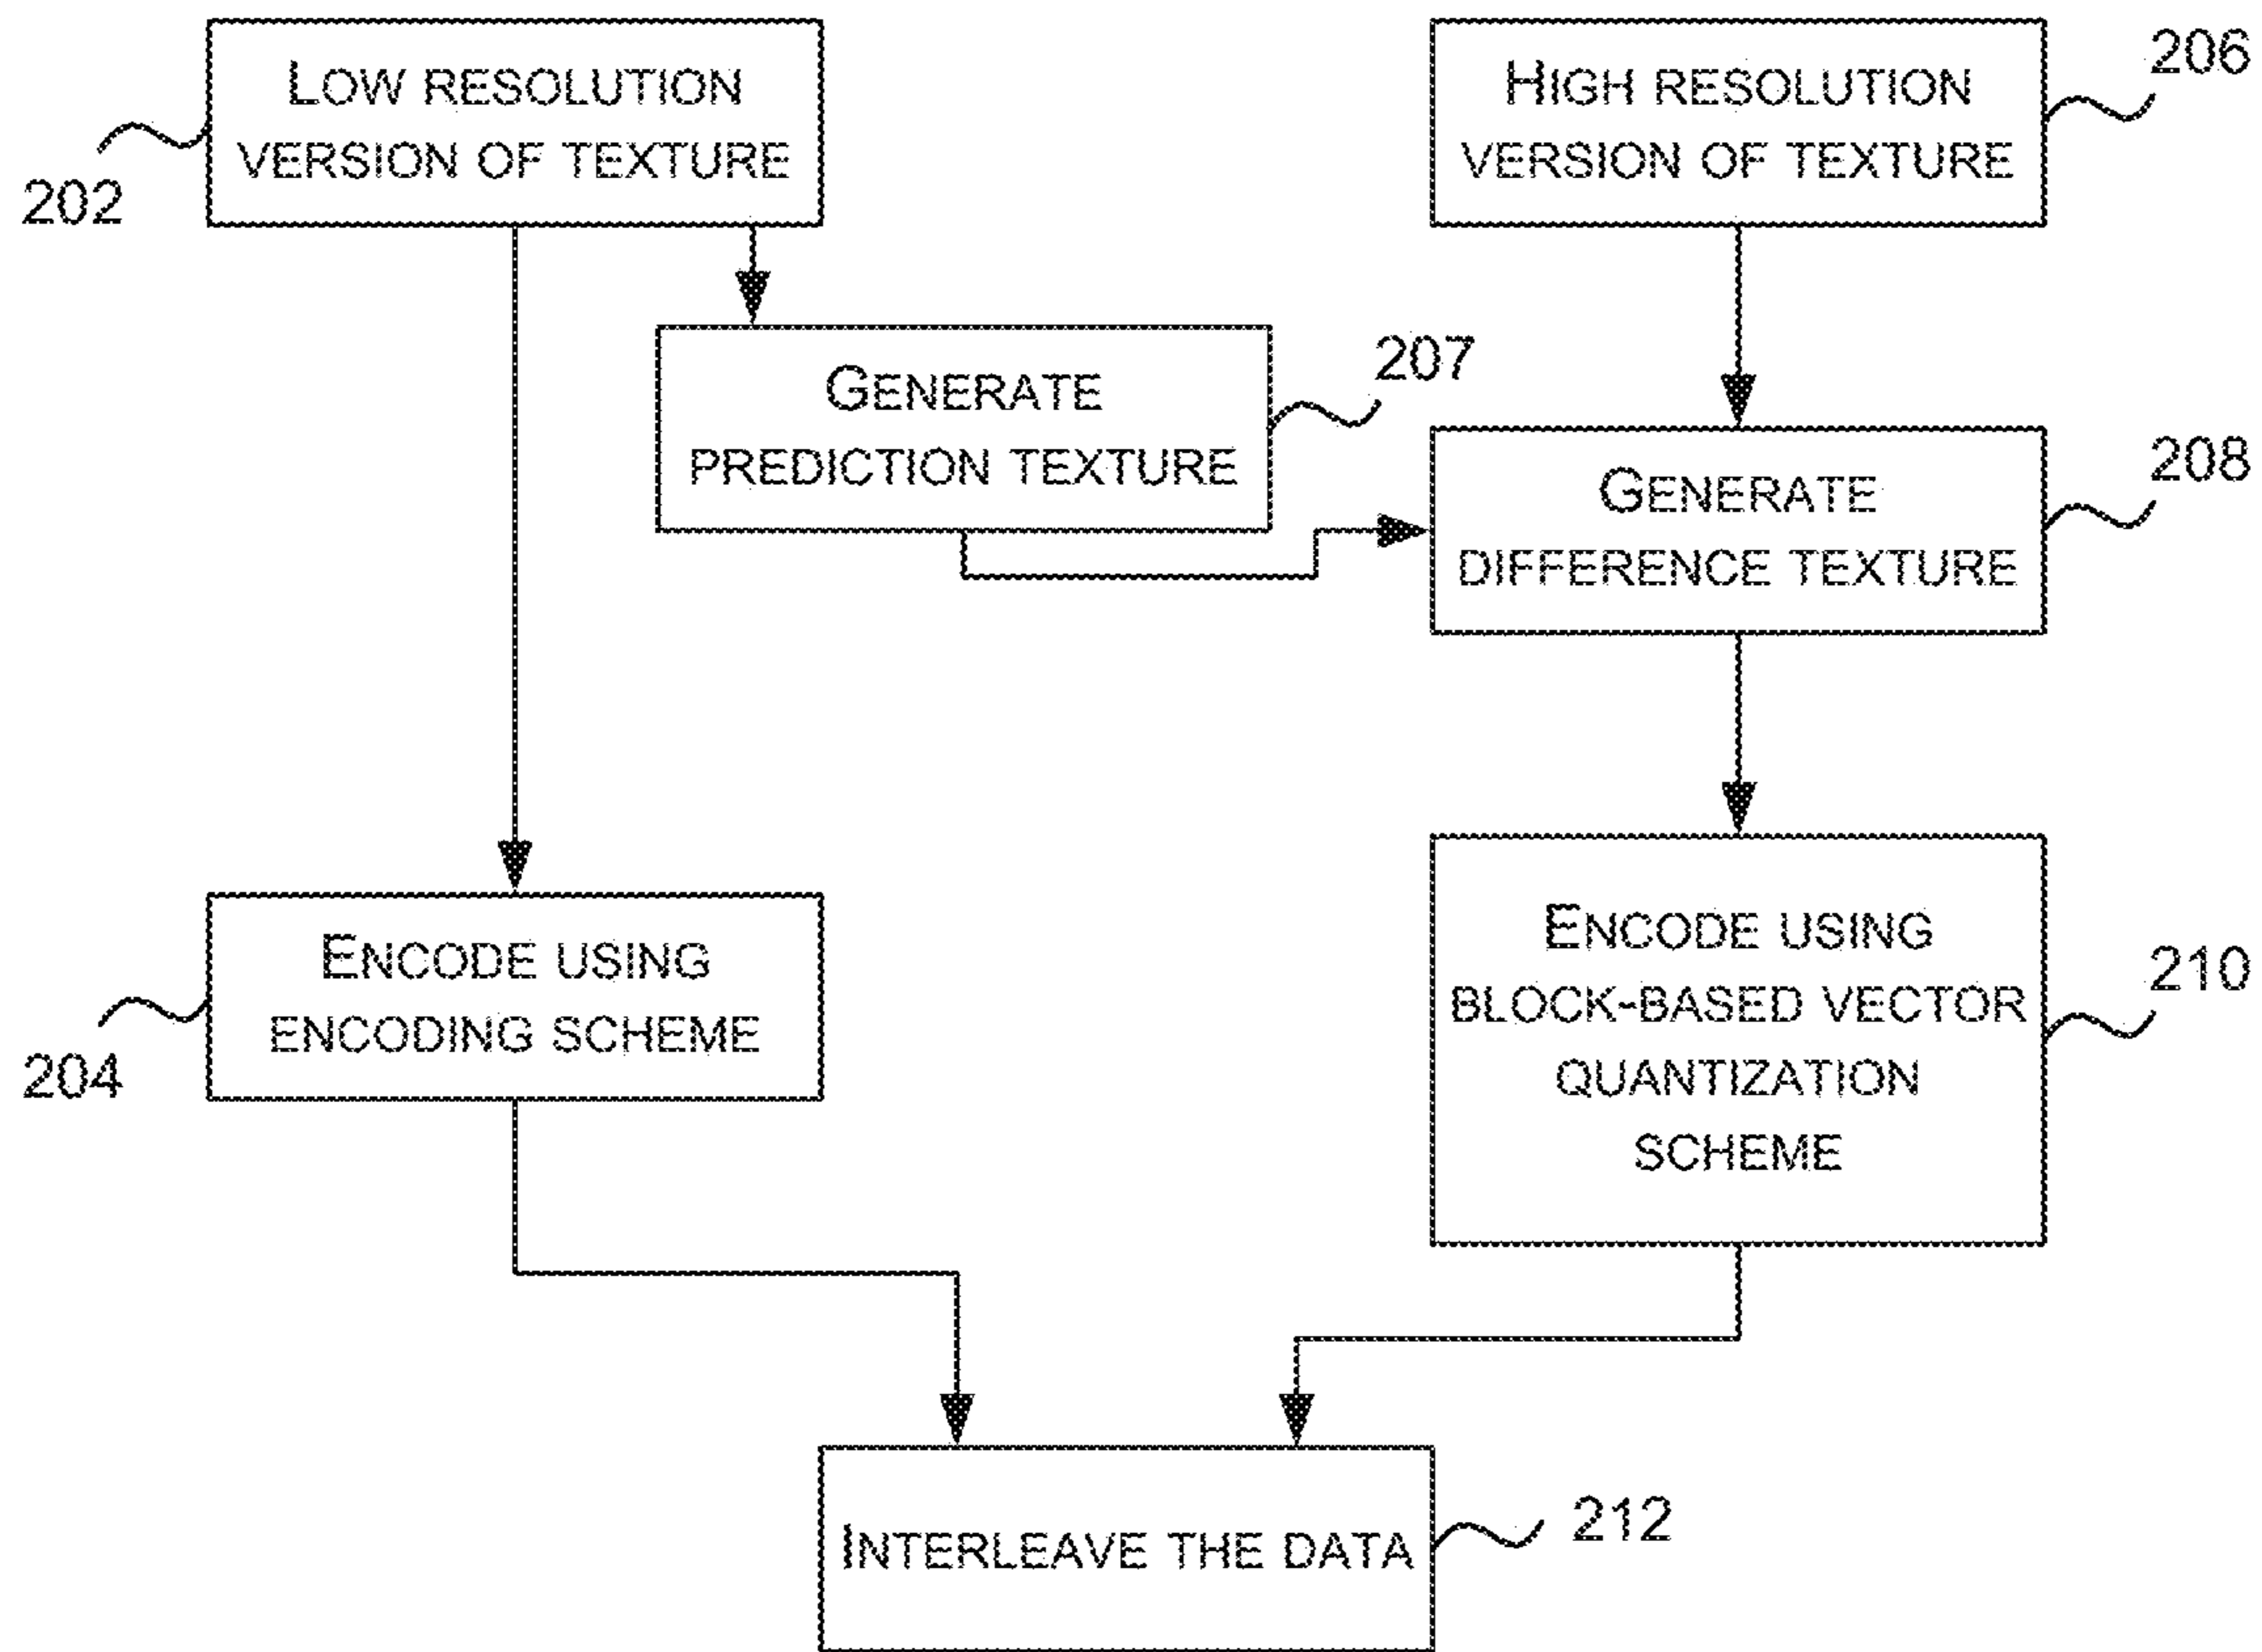 LOW RESOLUTION
VERSION OF TEXTURE
202
HIGH RESOLUTION
VERSION OF TEXTURE
206
GENERATE
PREDICTION TEXTURE
207
GENERATE
DIFFERENCE TEXTURE
208
ENCODE USING
ENCODING SCHEME
204
ENCODE USING
BLOCK-BASED VECTOR
QUANTIZATION
SCHEME
210
INTERLEAVE THE DATA
212